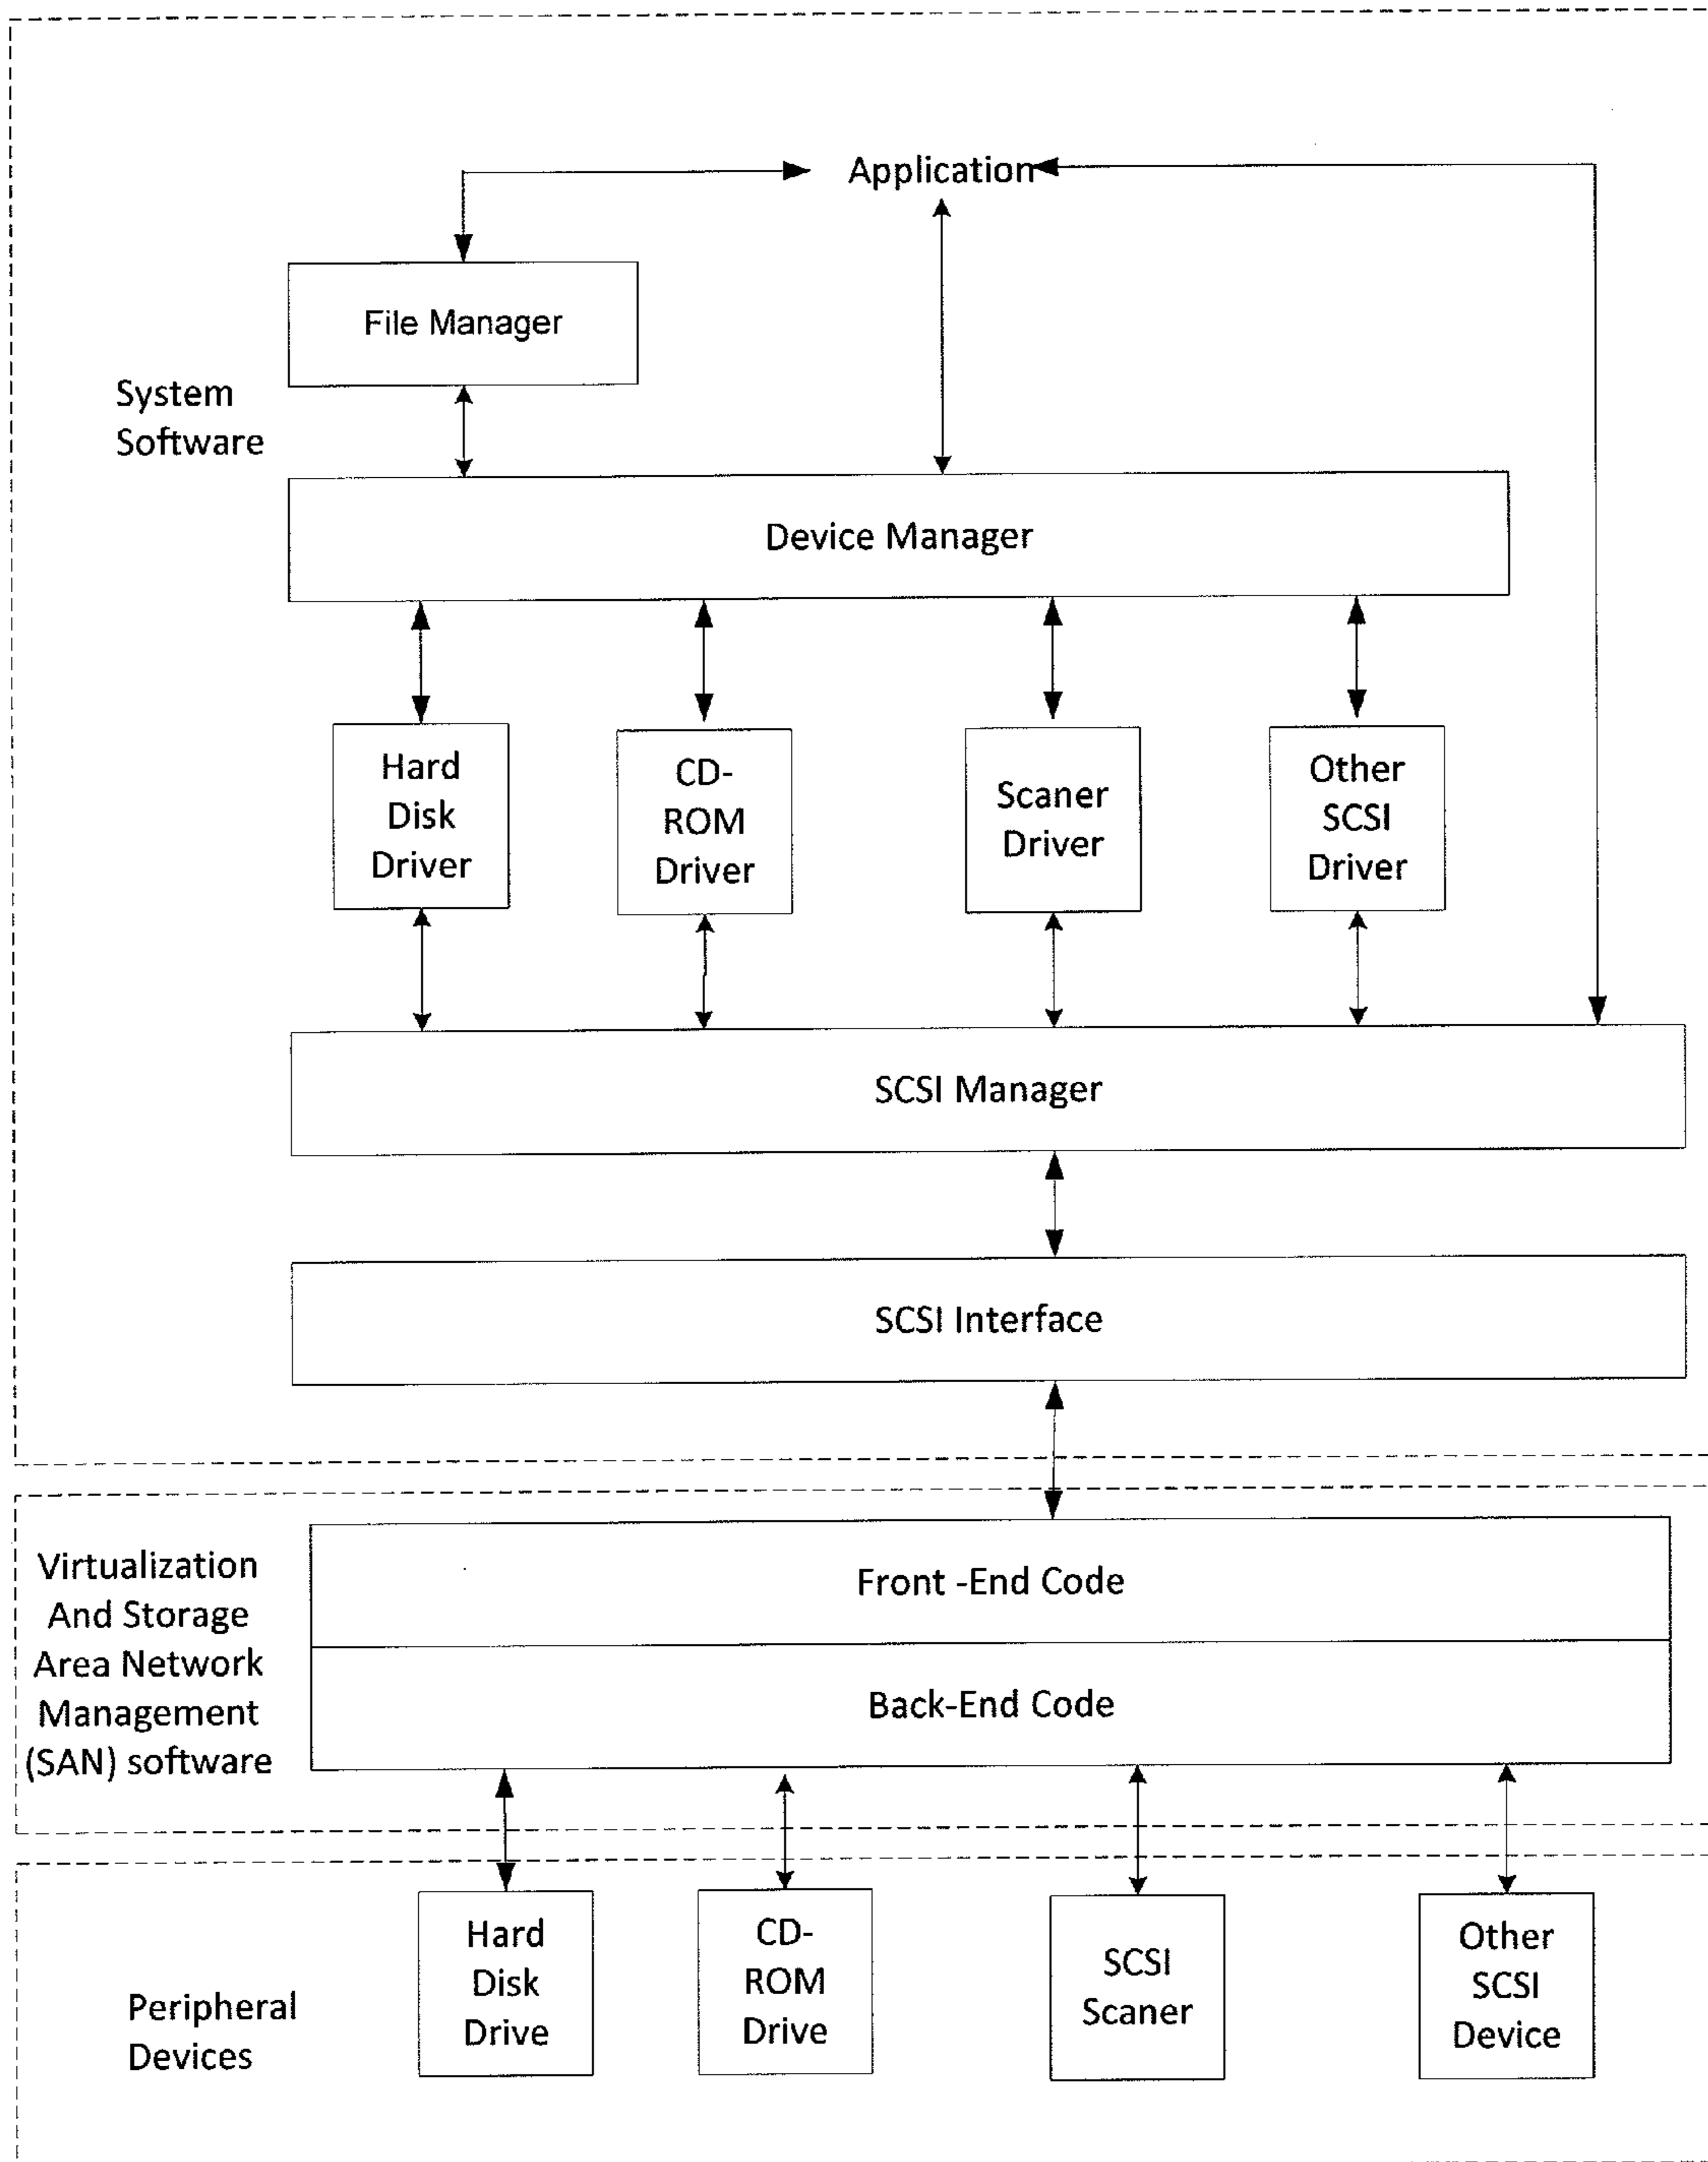 Application
File Manager
System
Software
Device Manager
Hard
Disk
Driver
CD-
ROM
Driver
Scaner
Driver
Other
SCSI
Driver
SCSI Manager
SCSI Interface
Virtualization
And Storage
Area Network
Management
(SAN) software
Front -End Code
Back-End Code
Peripheral
Devices
Hard
Disk
Drive
CD-
ROM
Drive
SCSI
Scaner
Other
SCSI
Device